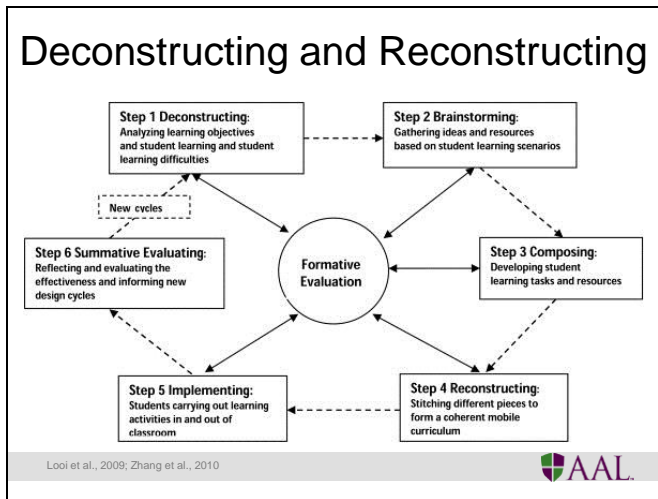 Deconstructing and Reconstructing
Step 1 Deconstructing:
Analyzing learning objectives
and student learning and student
learning difficulties
Step 2 Brainstorming:
Gathering ideas and resources
based on student learning scenarios
New cycles
Step 6 Summative Evaluating:
Reflecting and evaluating the
effectiveness and informing new
design cycles
Formative
Evaluation
Step 3 Composing:
Developing student
learning tasks and resources
Step 5 Implementing:
Students carrying out learning
activities in and out of
classroom
Step 4 Reconstructing:
Stitching different pieces to
form a coherent mobile
curriculum
Looi et al., 2009; Zhang et al., 2010
AAL